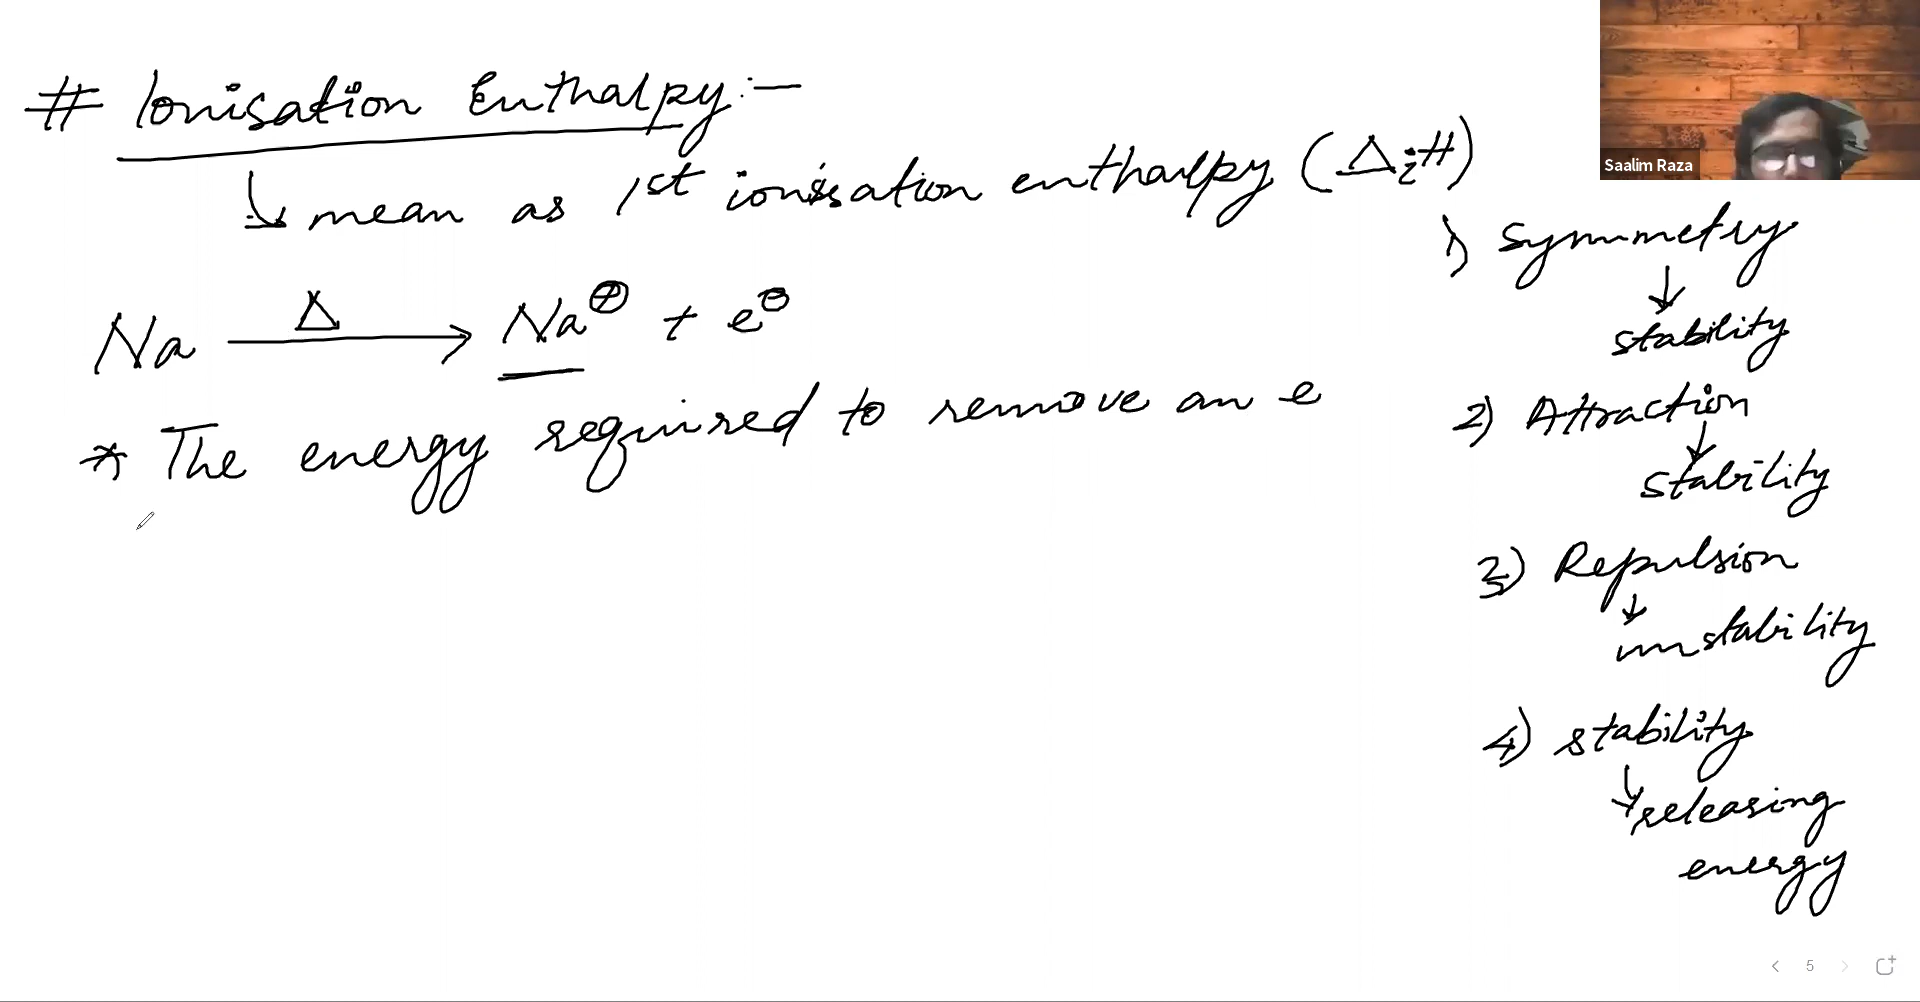 # Ionisation Enthalpy:-
↳ mean as 1st ionisation enthalpy (ΔiH)
Na —Δ→ Na⊕ + e⊖
* The energy required to remove an e
1) Symmetry
↓
stability
2) Attraction
↓
stability
3) Repulsion
↓
unstability
4) stability
↓
releasing
energy
Saalim Raza
5